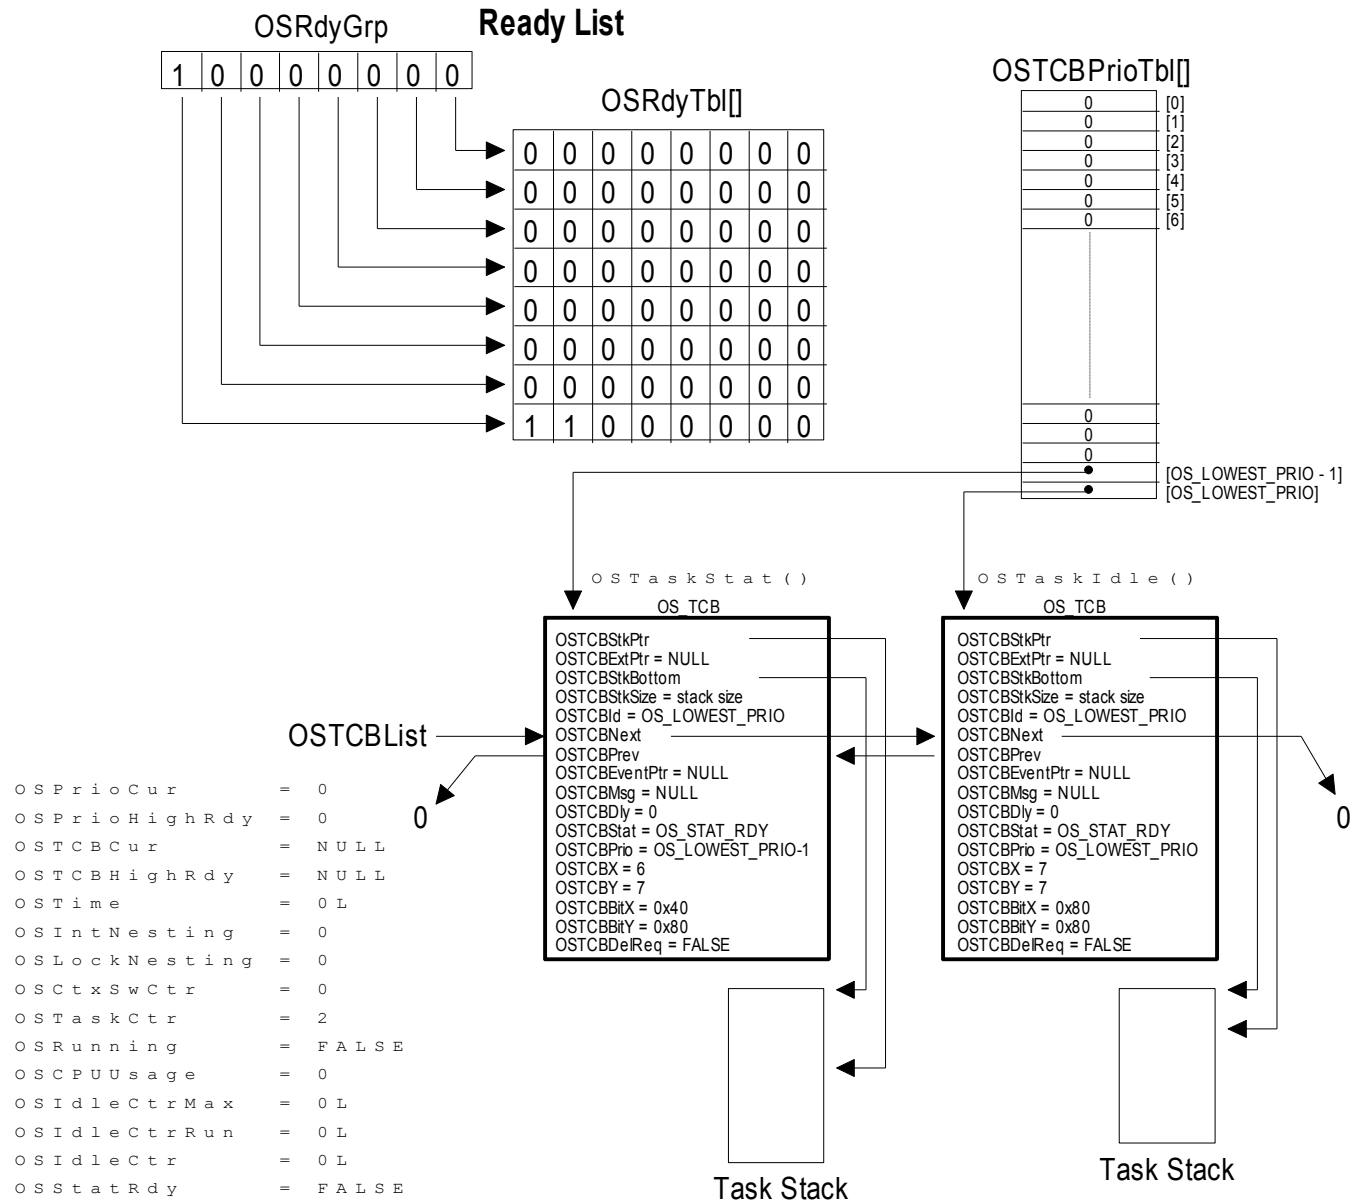 OSRdyGrp
Ready List
1 0 0 0 0 0 0 0
OSTCBPrioTbl[]
OSRdyTbl[]
0 [0]
0 [1]
0 [2]
0 [3]
0 [4]
0 [5]
0 [6]
0 0 0 0 0 0 0 0
0 0 0 0 0 0 0 0
0 0 0 0 0 0 0 0
0 0 0 0 0 0 0 0
0 0 0 0 0 0 0 0
0 0 0 0 0 0 0 0
0 0 0 0 0 0 0 0
1 1 0 0 0 0 0 0
0
0
0
[OS_LOWEST_PRIO - 1]
[OS_LOWEST_PRIO]
OSTaskStat()
OS_TCB
OSTCBStkPtr
OSTCBExtPtr = NULL
OSTCBStkBottom
OSTCBStkSize = stack size
OSTCBId = OS_LOWEST_PRIO
OSTCBNext
OSTCBPrev
OSTCBEventPtr = NULL
OSTCBMsg = NULL
OSTCBDly = 0
OSTCBStat = OS_STAT_RDY
OSTCBPrio = OS_LOWEST_PRIO-1
OSTCBX = 6
OSTCBY = 7
OSTCBBitX = 0x40
OSTCBBitY = 0x80
OSTCBDelReq = FALSE
OSTaskIdle()
OS_TCB
OSTCBStkPtr
OSTCBExtPtr = NULL
OSTCBStkBottom
OSTCBStkSize = stack size
OSTCBId = OS_LOWEST_PRIO
OSTCBNext
OSTCBPrev
OSTCBEventPtr = NULL
OSTCBMsg = NULL
OSTCBDly = 0
OSTCBStat = OS_STAT_RDY
OSTCBPrio = OS_LOWEST_PRIO
OSTCBX = 7
OSTCBY = 7
OSTCBBitX = 0x80
OSTCBBitY = 0x80
OSTCBDelReq = FALSE
OSTCBList
0
0
OSPrioCur = 0
OSPrioHighRdy = 0
OSTCBCur = NULL
OSTCBHighRdy = NULL
OSTime = 0L
OSIntNesting = 0
OSLockNesting = 0
OSCtxSwCtr = 0
OSTaskCtr = 2
OSRunning = FALSE
OSCPUUsage = 0
OSIdleCtrMax = 0L
OSIdleCtrRun = 0L
OSIdleCtr = 0L
OSStatRdy = FALSE
Task Stack
Task Stack